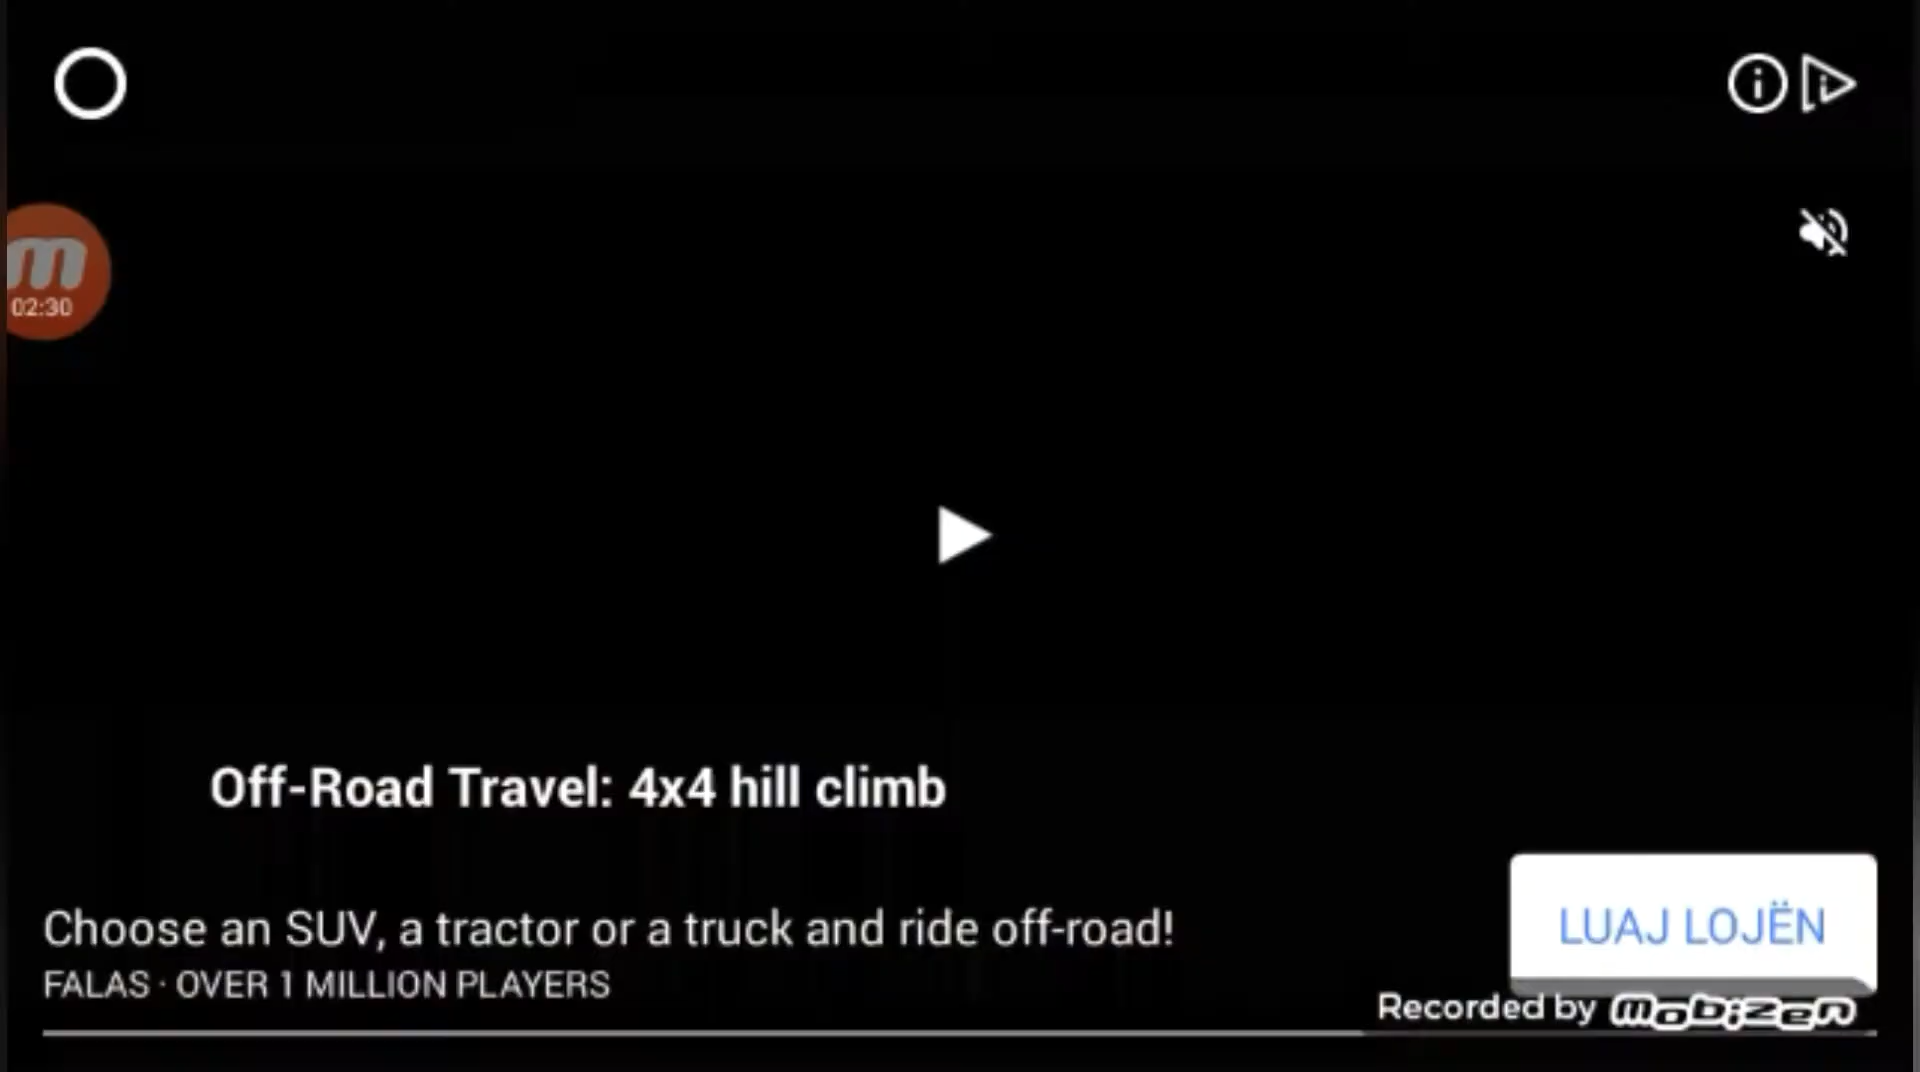 m
02:30
Off-Road Travel: 4x4 hill climb
Choose an SUV, a tractor or a truck and ride off-road!
FALAS · OVER 1 MILLION PLAYERS
LUAJ LOJËN
Recorded by mobizen